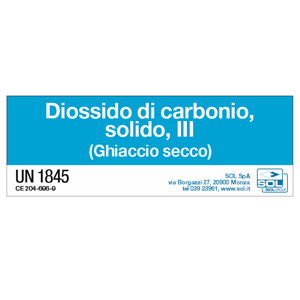 Diossido di carbonio,
solido, III
(Ghiaccio secco)
UN 1845
CE 204-696-9
SOL SpA
via Borgazzi 27, 20900 Monza
tel 039 23961, www.sol.it
SOL